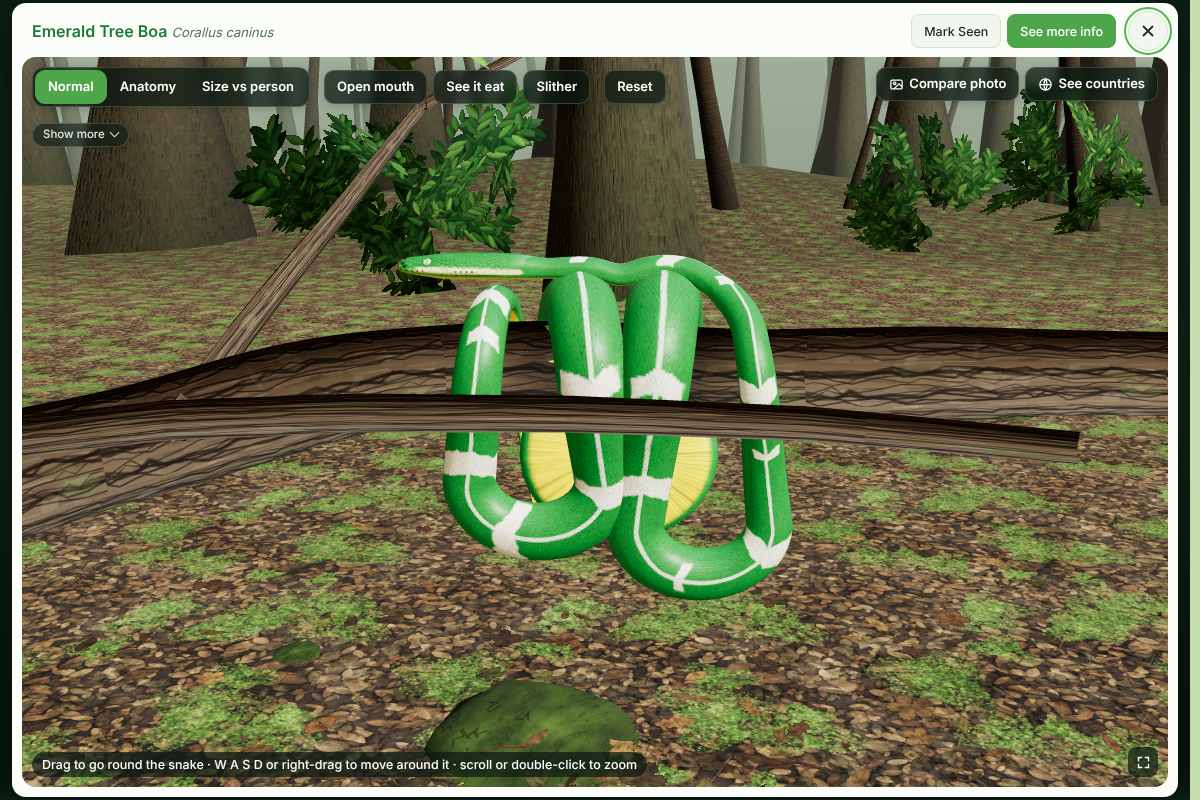 Emerald Tree Boa Corallus caninus
Mark Seen
See more info
Normal
Anatomy
Size vs person
Open mouth
See it eat
Slither
Reset
Compare photo
See countries
Show more
Drag to go round the snake · W A S D or right-drag to move around it · scroll or double-click to zoom